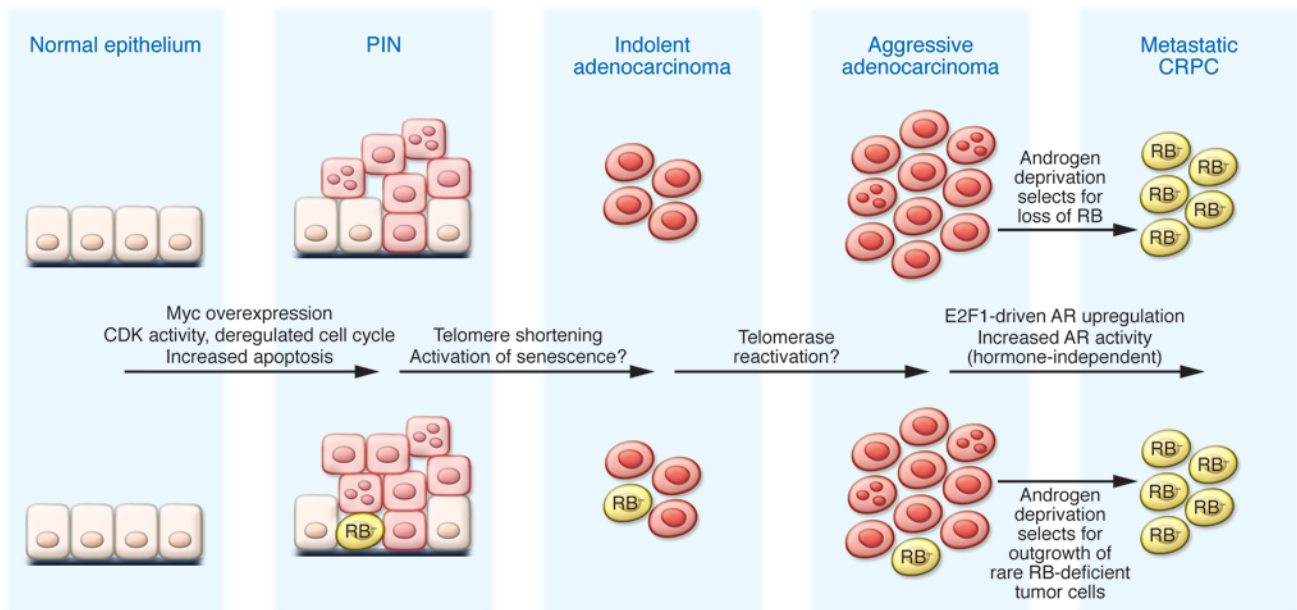 Normal epithelium
PIN
Indolent
adenocarcinoma
Aggressive
adenocarcinoma
Metastatic
CRPC
Androgen
deprivation
selects for
loss of RB
RB-
RB-
RB-
RB-
RB-
Myc overexpression
CDK activity, deregulated cell cycle
Increased apoptosis
Telomere shortening
Activation of senescence?
Telomerase
reactivation?
E2F1-driven AR upregulation
Increased AR activity
(hormone-independent)
RB-
RB-
RB-
Androgen
deprivation
selects for
outgrowth of
rare RB-deficient
tumor cells
RB-
RB-
RB-
RB-
RB-